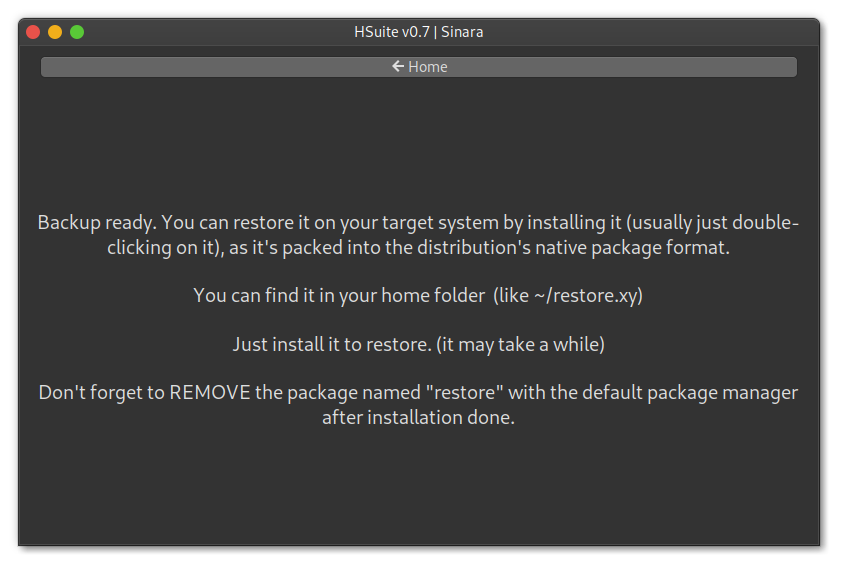 HSuite v0.7 | Sinara
← Home
Backup ready. You can restore it on your target system by installing it (usually just double-
clicking on it), as it's packed into the distribution's native package format.
You can find it in your home folder  (like ~/restore.xy)
Just install it to restore. (it may take a while)
Don't forget to REMOVE the package named "restore" with the default package manager
after installation done.